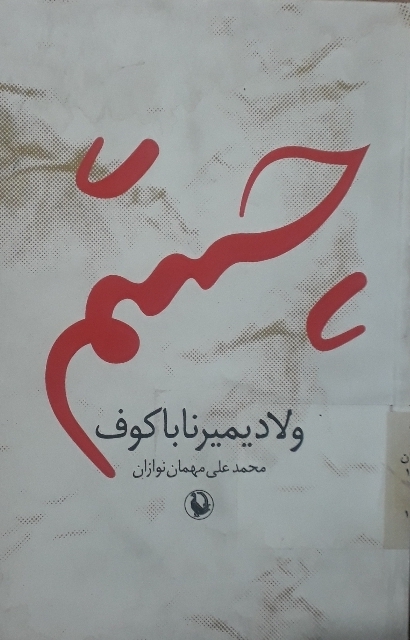 چشم
ولادیمیر ناباکوف
محمد علی مهمان نوازان